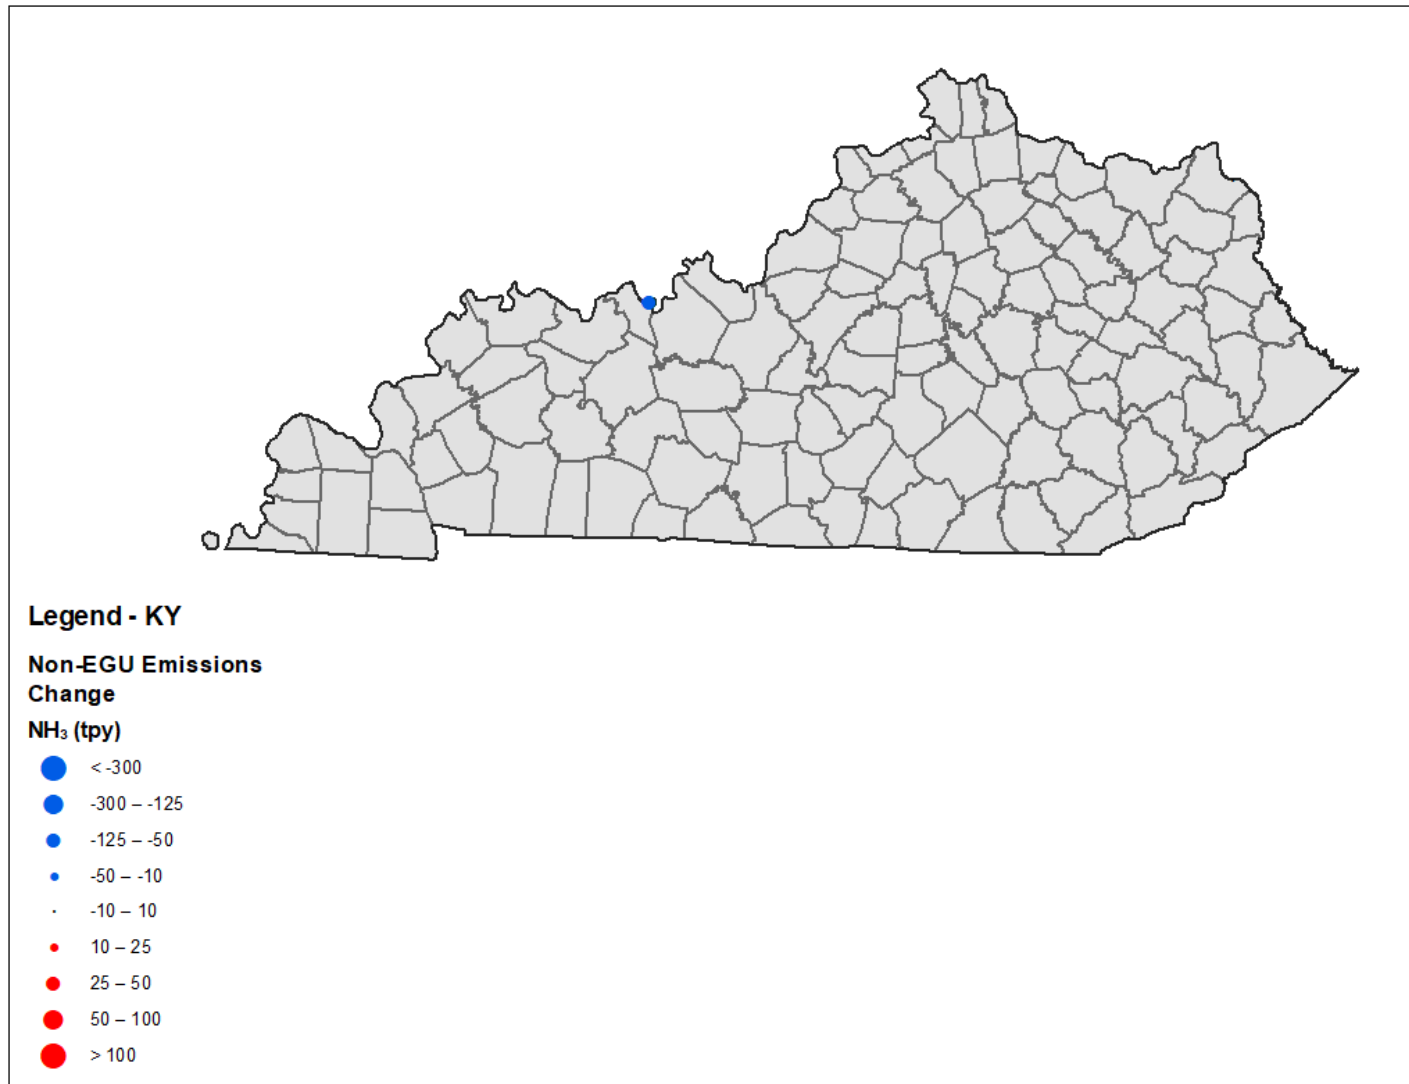 Legend - KY
Non-EGU Emissions
Change
NH₃ (tpy)
< -300
-300 – -125
-125 – -50
-50 – -10
-10 – 10
10 – 25
25 – 50
50 – 100
> 100